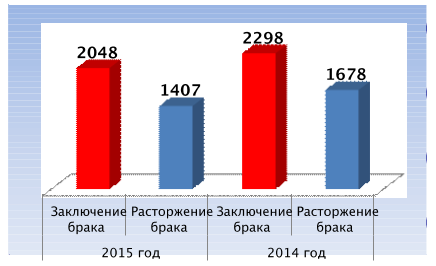 2298
2048
1678
1407
Заключение Расторжение Заключение Расторжение
брака брака брака брака
2015 год 2014 год